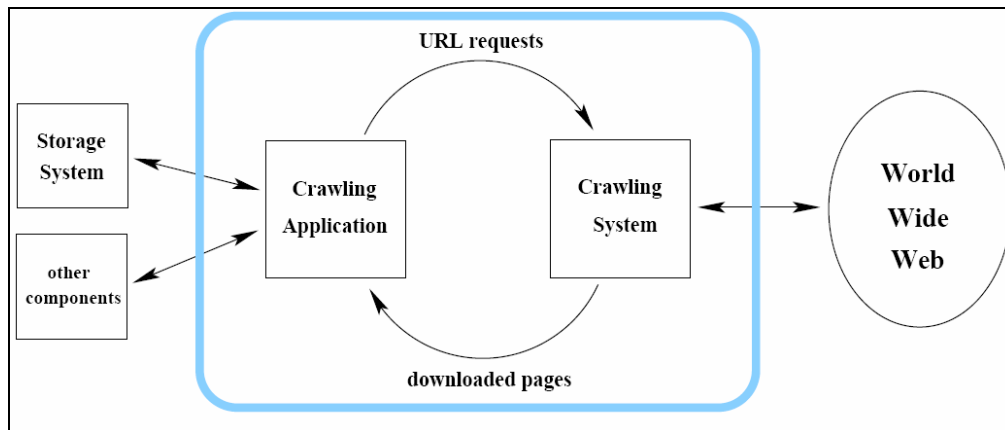 URL requests
Storage
System
Crawling
Application
Crawling
System
World
Wide
Web
other
components
downloaded pages